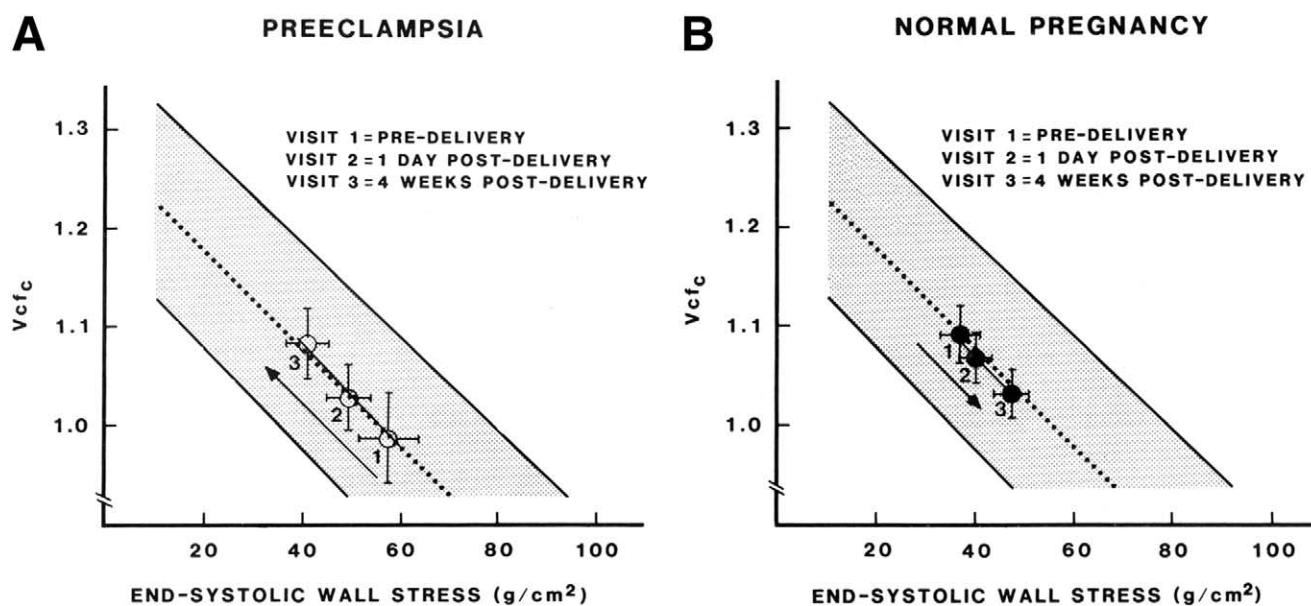 A
PREECLAMPSIA
VISIT 1 = PRE-DELIVERY
VISIT 2 = 1 DAY POST-DELIVERY
VISIT 3 = 4 WEEKS POST-DELIVERY
1.3
1.2
1.1
1.0
Vcfc
3
2
1
20
40
60
80
100
END-SYSTOLIC WALL STRESS (g/cm²)
B
NORMAL PREGNANCY
VISIT 1 = PRE-DELIVERY
VISIT 2 = 1 DAY POST-DELIVERY
VISIT 3 = 4 WEEKS POST-DELIVERY
1.3
1.2
1.1
1.0
Vcfc
1
2
3
20
40
60
80
100
END-SYSTOLIC WALL STRESS (g/cm²)